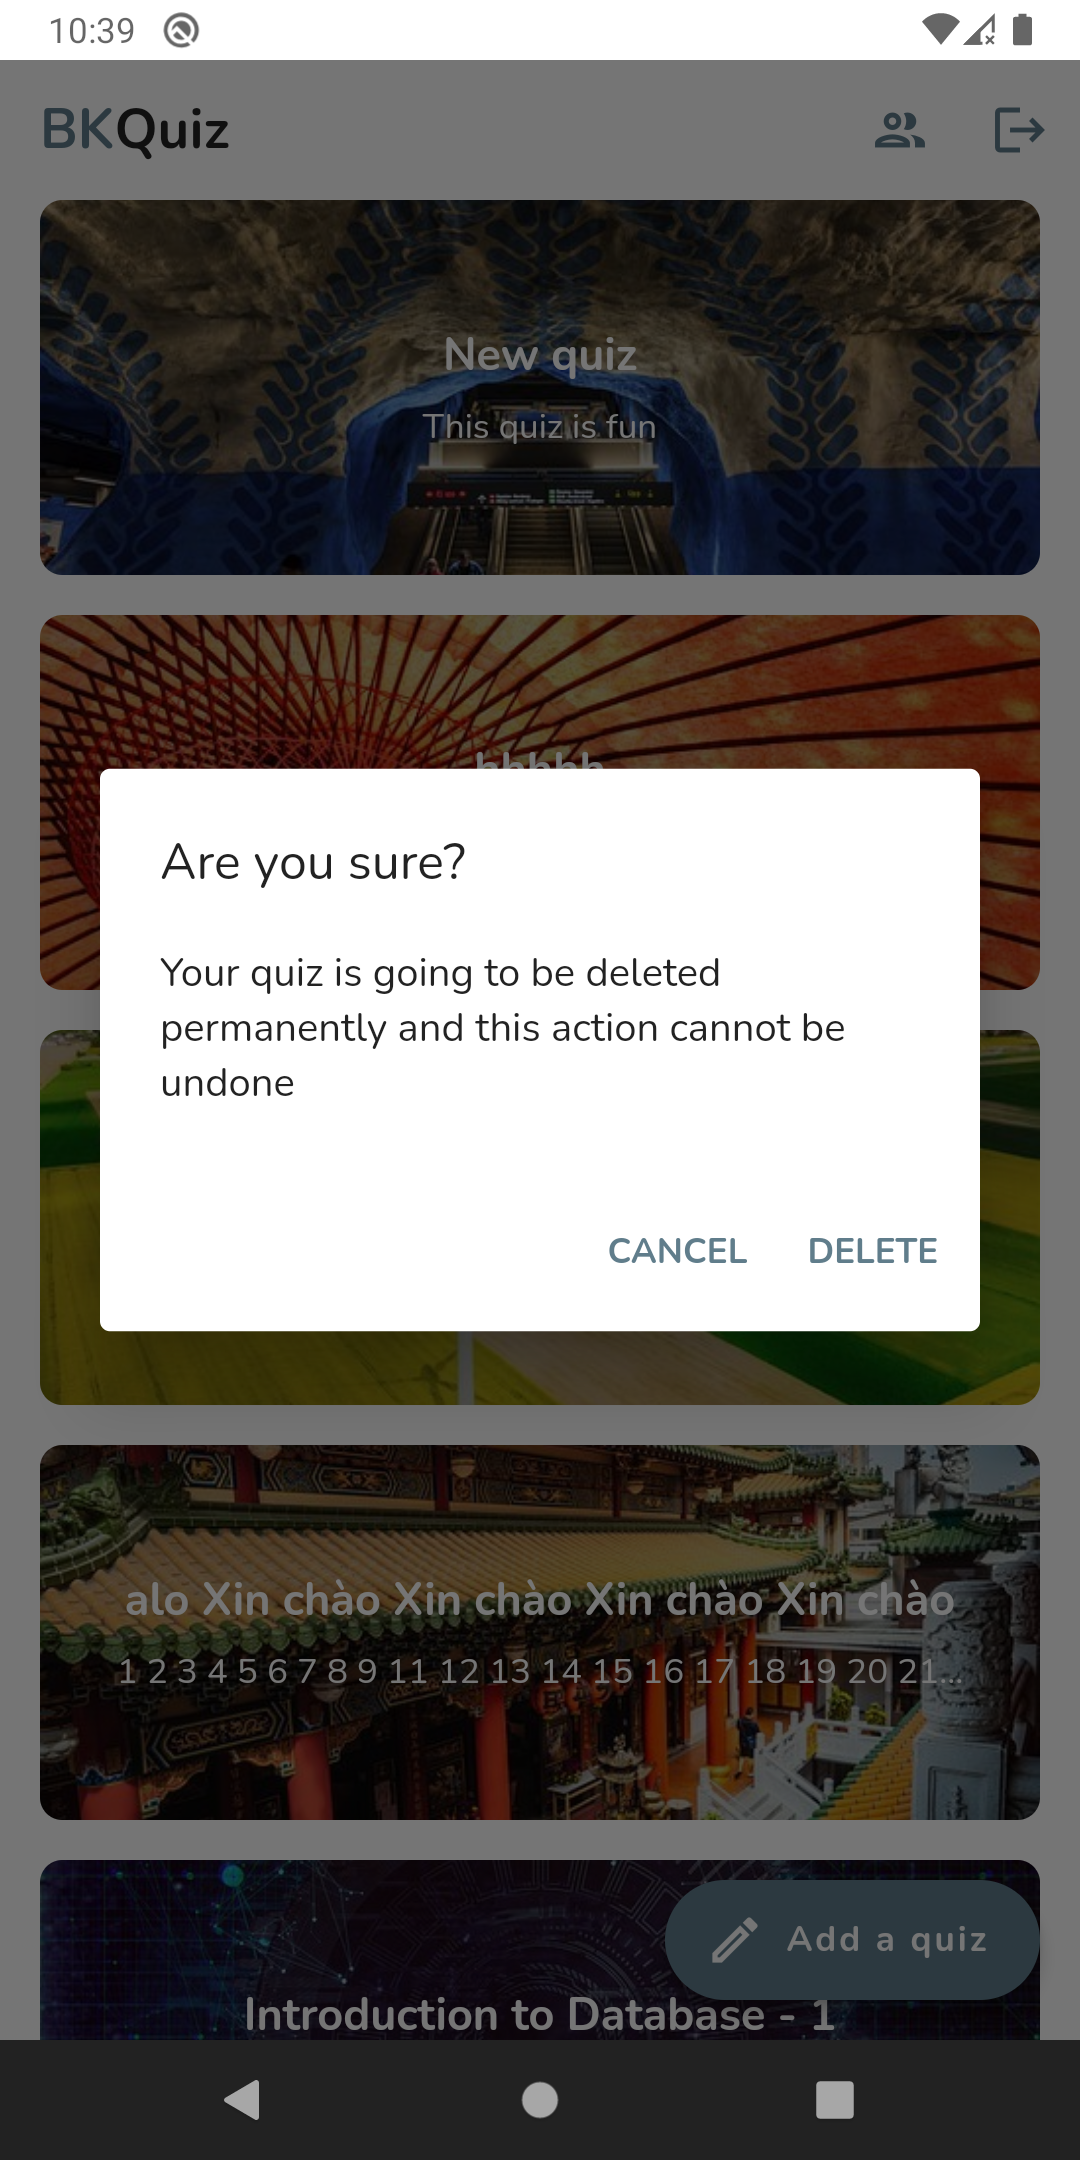 10:39
BKQuiz
New quiz
This quiz is fun
hhhhh
Are you sure?
Your quiz is going to be deleted
permanently and this action cannot be
undone
CANCEL DELETE
alo Xin chào Xin chào Xin chào Xin chào
1 2 3 4 5 6 7 8 9 11 12 13 14 15 16 17 18 19 20 21...
Add a quiz
Introduction to Database - 1